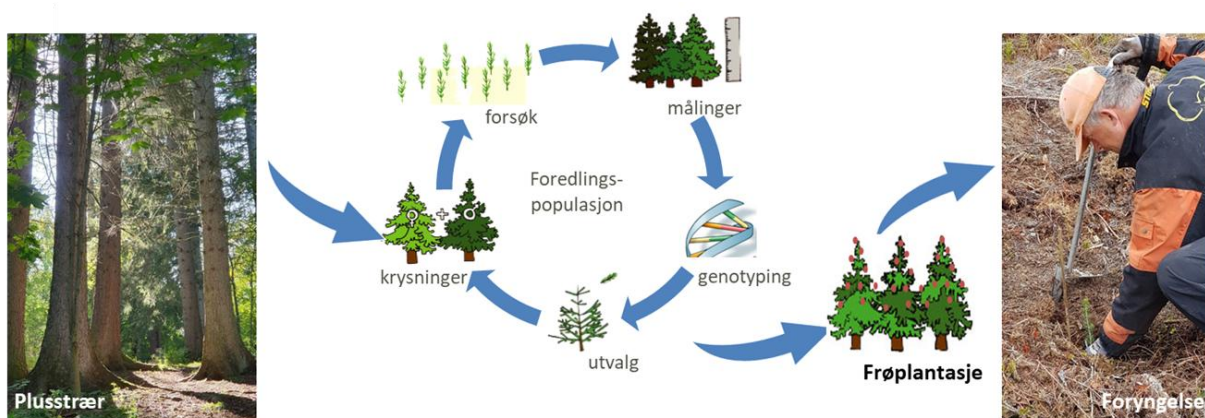 forsøk
målinger
Foredlings-
populasjon
krysninger
genotyping
utvalg
Frøplantasje
Plusstrær
Foryngelse